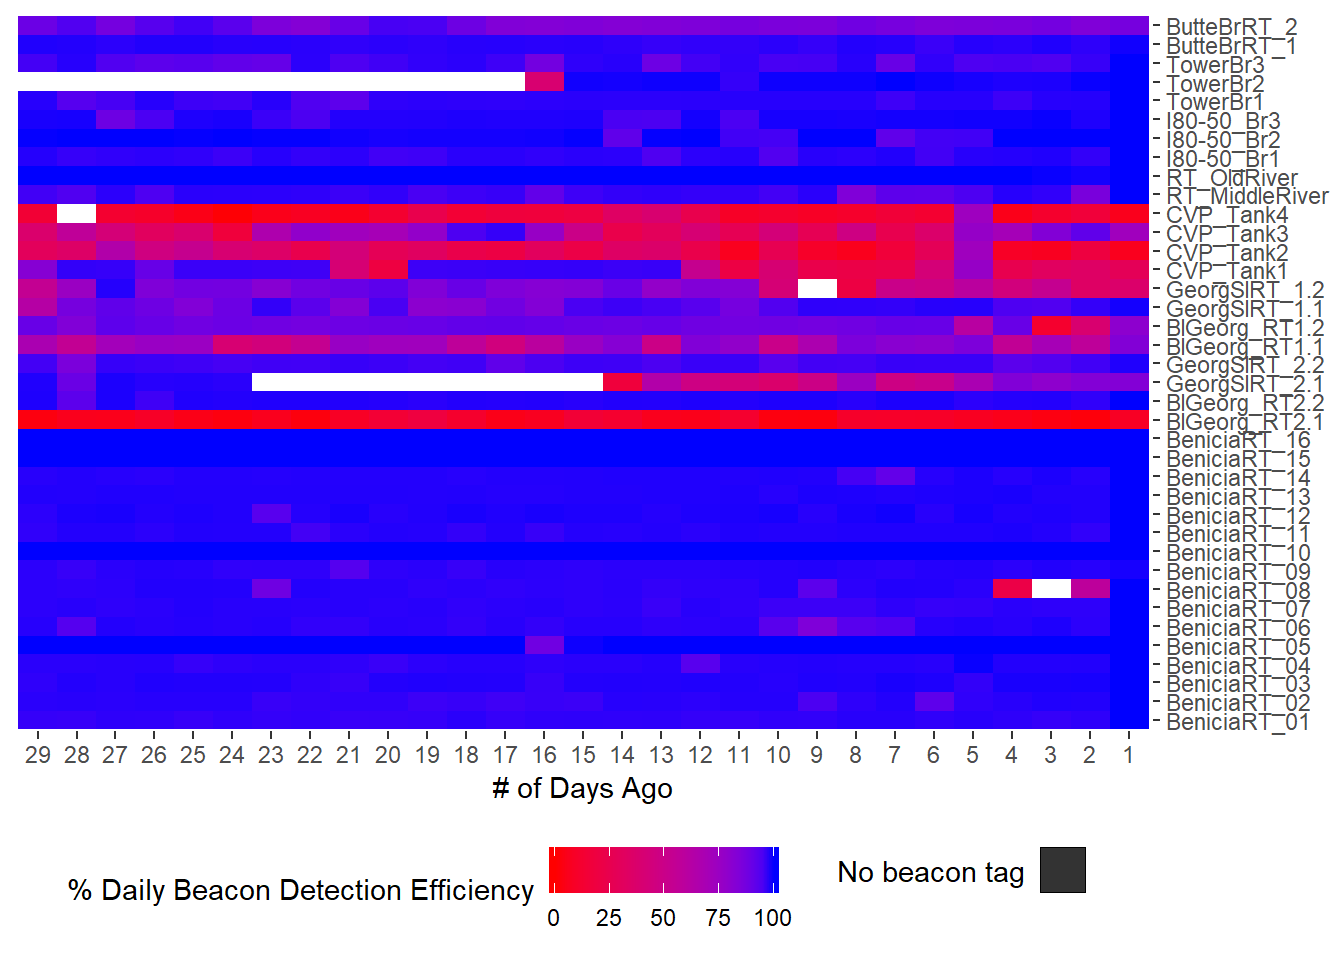 ButteBrRT_2
ButteBrRT_1
TowerBr3
TowerBr2
TowerBr1
I80-50_Br3
I80-50_Br2
I80-50_Br1
RT_OldRiver
RT_MiddleRiver
CVP_Tank4
CVP_Tank3
CVP_Tank2
CVP_Tank1
GeorgSlRT_1.2
GeorgSlRT_1.1
BlGeorg_RT1.2
BlGeorg_RT1.1
GeorgSlRT_2.2
GeorgSlRT_2.1
BlGeorg_RT2.2
BlGeorg_RT2.1
BeniciaRT_16
BeniciaRT_15
BeniciaRT_14
BeniciaRT_13
BeniciaRT_12
BeniciaRT_11
BeniciaRT_10
BeniciaRT_09
BeniciaRT_08
BeniciaRT_07
BeniciaRT_06
BeniciaRT_05
BeniciaRT_04
BeniciaRT_03
BeniciaRT_02
BeniciaRT_01
29 28 27 26 25 24 23 22 21 20 19 18 17 16 15 14 13 12 11 10 9 8 7 6 5 4 3 2 1
# of Days Ago
% Daily Beacon Detection Efficiency
0 25 50 75 100
No beacon tag